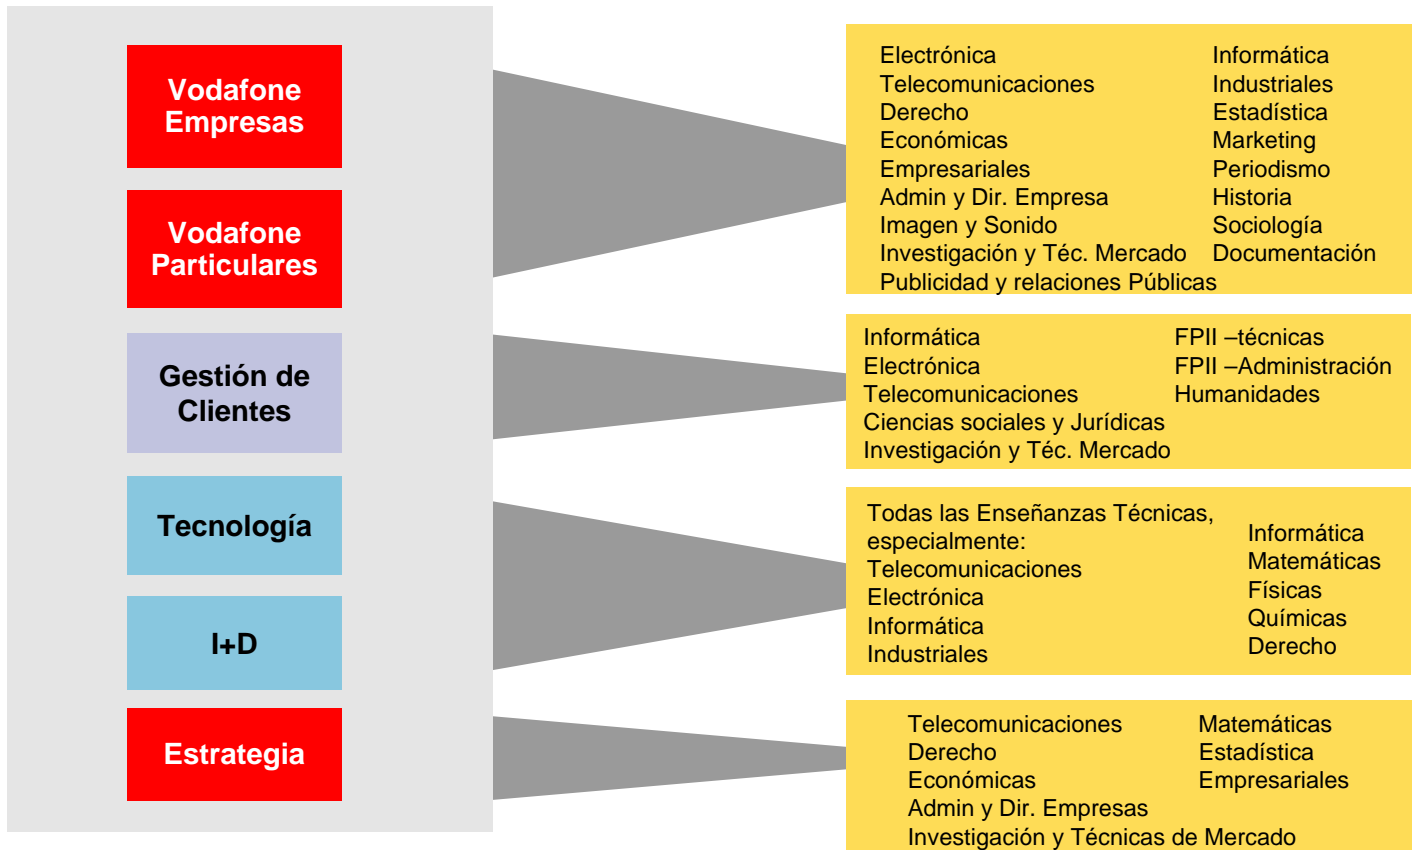 Vodafone
Empresas
Vodafone
Particulares
Gestión de
Clientes
Tecnología
I+D
Estrategia
Electrónica
Telecomunicaciones
Derecho
Económicas
Empresariales
Admin y Dir. Empresa
Imagen y Sonido
Investigación y Téc. Mercado
Publicidad y relaciones Públicas
Informática
Industriales
Estadística
Marketing
Periodismo
Historia
Sociología
Documentación
Informática
Electrónica
Telecomunicaciones
Ciencias sociales y Jurídicas
Investigación y Téc. Mercado
FPII –técnicas
FPII –Administración
Humanidades
Todas las Enseñanzas Técnicas,
especialmente:
Telecomunicaciones
Electrónica
Informática
Industriales
Informática
Matemáticas
Físicas
Químicas
Derecho
Telecomunicaciones
Derecho
Económicas
Admin y Dir. Empresas
Investigación y Técnicas de Mercado
Matemáticas
Estadística
Empresariales